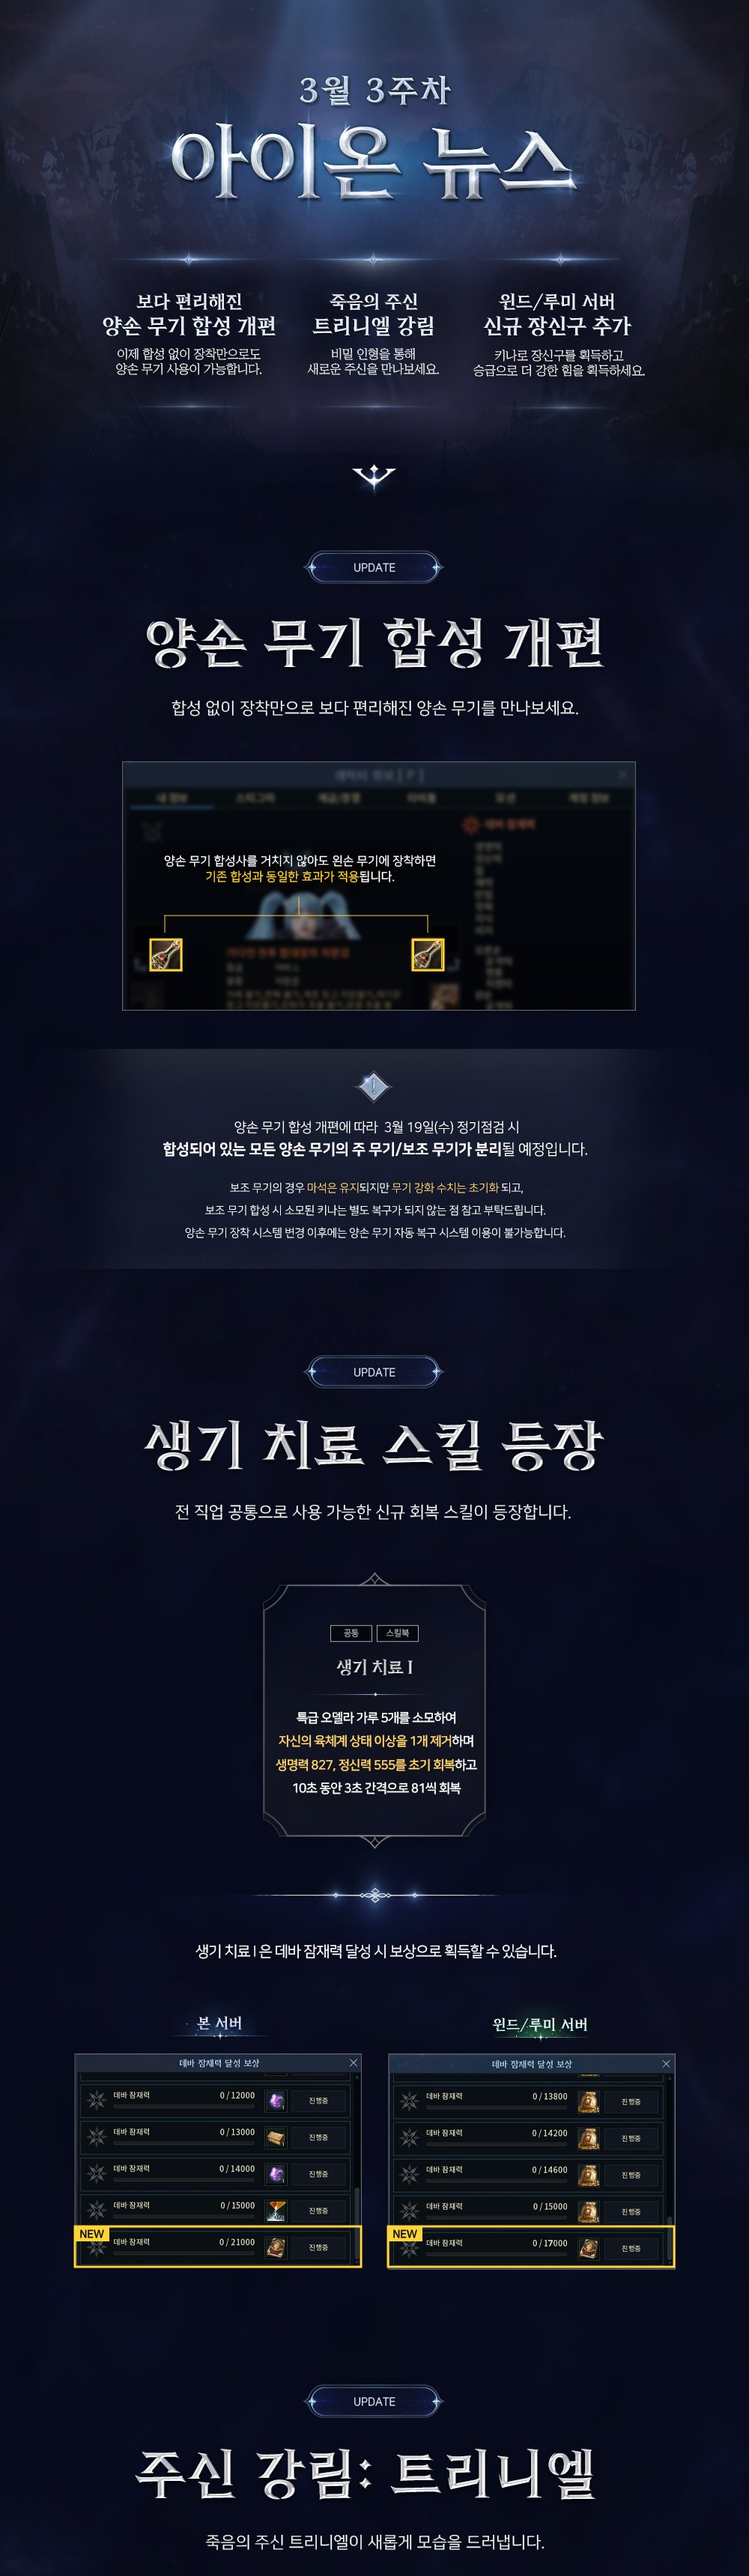 3월 3주차
아이온 뉴스
보다 편리해진
양손 무기 합성 개편
이제 합성 없이 장착만으로도
양손 무기 사용이 가능합니다.
죽음의 주신
트리니엘 강림
비밀 인형을 통해
새로운 주신을 만나보세요.
윈드/루미 서버
신규 장신구 추가
키나로 장신구를 획득하고
승급으로 더 강한 힘을 획득하세요.
UPDATE
양손 무기 합성 개편
합성 없이 장착만으로 보다 편리해진 양손 무기를 만나보세요.
양손 무기 합성사를 거치지 않아도 왼손 무기에 장착하면
기존 합성과 동일한 효과가 적용됩니다.
양손 무기 합성 개편에 따라 3월 19일(수) 정기점검 시
합성되어 있는 모든 양손 무기의 주 무기/보조 무기가 분리될 예정입니다.
보조 무기의 경우 마석은 유지되지만 무기 강화 수치는 초기화 되고,
보조 무기 합성 시 소모된 키나는 별도 복구가 되지 않는 점 참고 부탁드립니다.
양손 무기 장착 시스템 변경 이후에는 양손 무기 자동 복구 시스템 이용이 불가능합니다.
UPDATE
생기 치료 스킬 등장
전 직업 공통으로 사용 가능한 신규 회복 스킬이 등장합니다.
공통 스킬북
생기 치료 I
특급 오델라 가루 5개를 소모하여
자신의 육체계 상태 이상을 1개 제거하며
생명력 827, 정신력 555를 초기 회복하고
10초 동안 3초 간격으로 81씩 회복
생기 치료 I 은 데바 잠재력 달성 시 보상으로 획득할 수 있습니다.
본 서버
데바 잠재력 달성 보상
데바 잠재력 0 / 12000 진행중
데바 잠재력 0 / 13000 진행중
데바 잠재력 0 / 14000 진행중
데바 잠재력 0 / 15000 진행중
NEW
데바 잠재력 0 / 21000 진행중
윈드/루미 서버
데바 잠재력 달성 보상
데바 잠재력 0 / 13800 진행중
데바 잠재력 0 / 14200 진행중
데바 잠재력 0 / 14600 진행중
데바 잠재력 0 / 15000 진행중
NEW
데바 잠재력 0 / 17000 진행중
UPDATE
주신 강림: 트리니엘
죽음의 주신 트리니엘이 새롭게 모습을 드러냅니다.